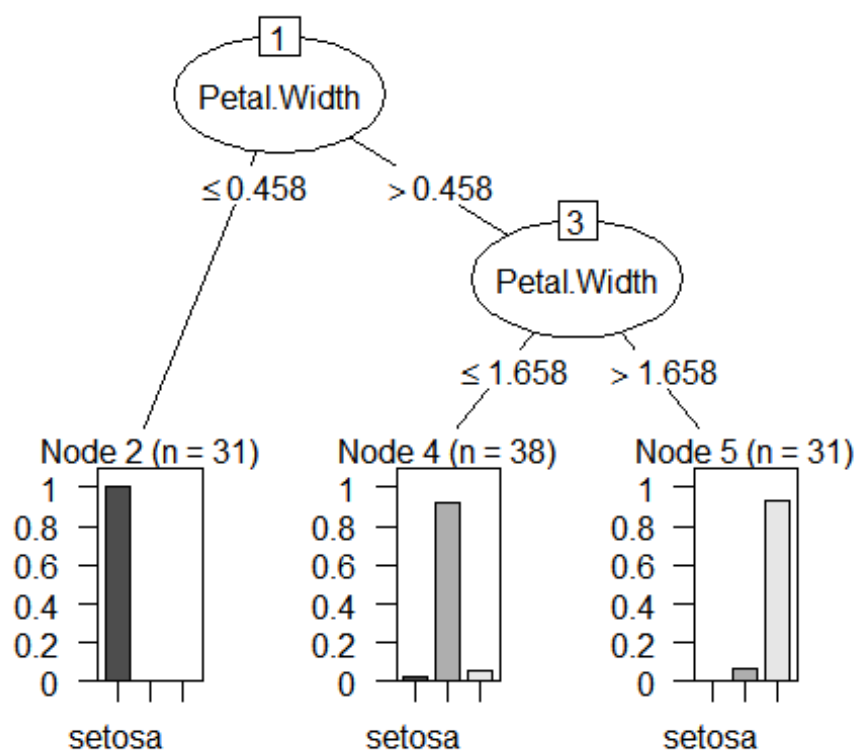 1
Petal.Width
≤ 0.458 > 0.458
3
Petal.Width
≤ 1.658 > 1.658
Node 2 (n = 31) Node 4 (n = 38) Node 5 (n = 31)
1 1 1
0.8 0.8 0.8
0.6 0.6 0.6
0.4 0.4 0.4
0.2 0.2 0.2
0 0 0
setosa setosa setosa